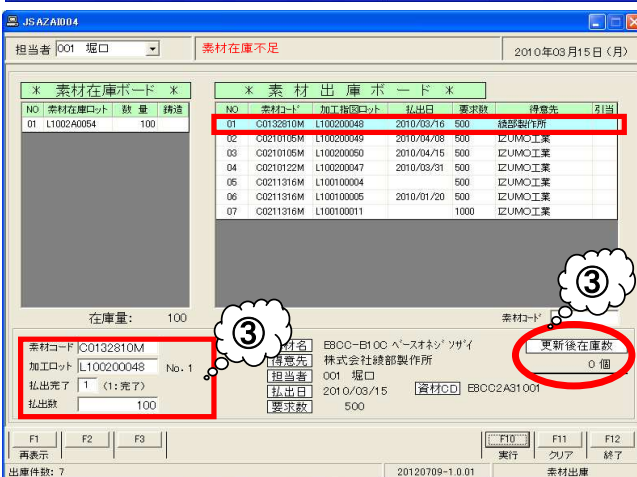 JSAZAI004
担当者 001 堀口
素材在庫不足
2010年03月15日（月）
＊ 素材在庫ボード ＊
NO 素材在庫ロット 数 量 鋳造
01 L1002A0054 100
在庫量: 100
＊ 素 材 出 庫 ボ ー ド ＊
NO 素材ｺｰﾄﾞ 加工指図ロット 払出日 要求数 得意先 引当
01 C0132810M L100200048 2010/03/16 500 綾部製作所
02 C0210105M L100200049 2010/04/08 500 IZUMO工業
03 C0210105M L100200050 2010/04/15 500 IZUMO工業
04 C0210122M L100200047 2010/03/31 500 IZUMO工業
05 C0211316M L100100004 500 IZUMO工業
06 C0211316M L100100005 2010/01/20 500 IZUMO工業
07 C0211316M L100100011 1000 IZUMO工業
③
素材ｺｰﾄﾞ
③
素材コード C0132810M
加工ロット L100200048 No. 1
払出完了 1 (1:完了)
払出数 100
材名 EBCC-B10C ﾍﾞｰｽｵﾈｼﾞ ｿｻﾞｲ
得意先 株式会社綾部製作所
担当者 001 堀口
払出日 2010/03/15 資材CD EBCC2A31001
要求数 500
更新後在庫数
0 個
F1 F2 F3 F10 F11 F12
再表示 実行 クリア 終了
出庫件数: 7 20120709-1.0.01 素材出庫